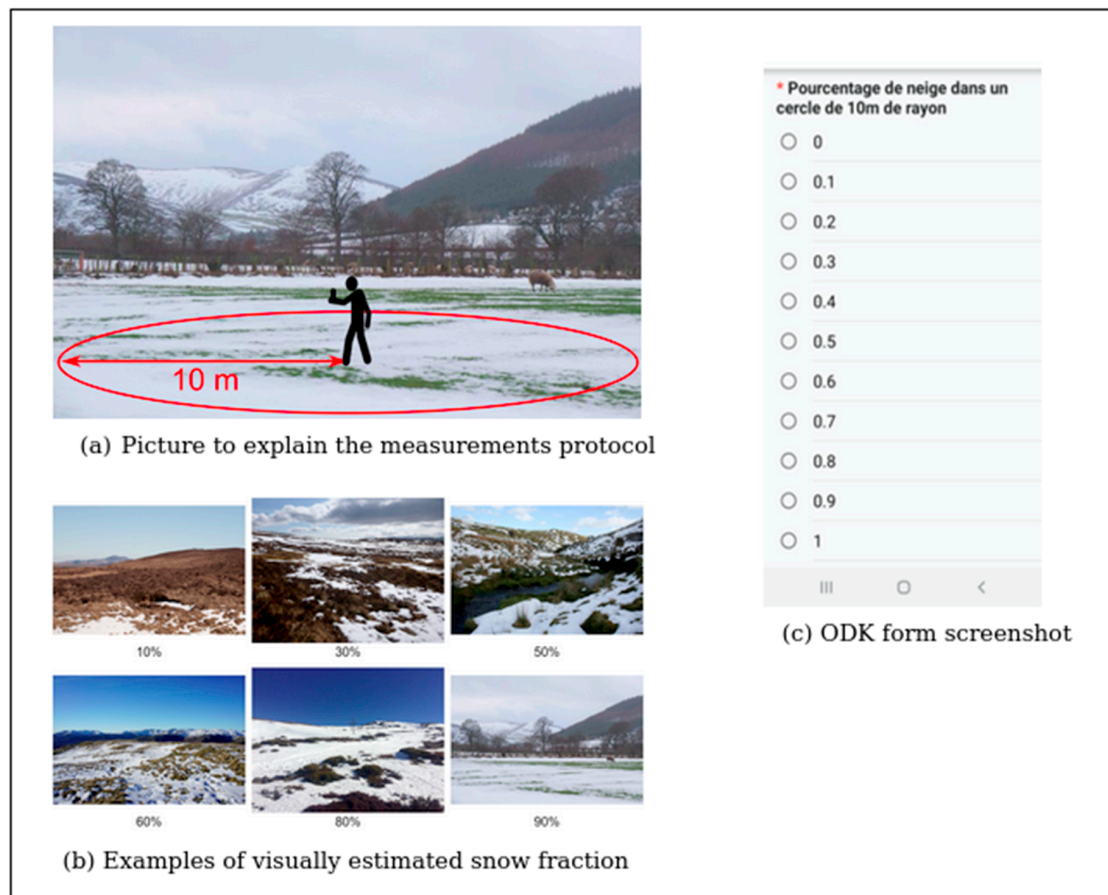 10 m
(a) Picture to explain the measurements protocol
10%
30%
50%
60%
80%
90%
(b) Examples of visually estimated snow fraction
* Pourcentage de neige dans un
cercle de 10m de rayon
0
0.1
0.2
0.3
0.4
0.5
0.6
0.7
0.8
0.9
1
(c) ODK form screenshot